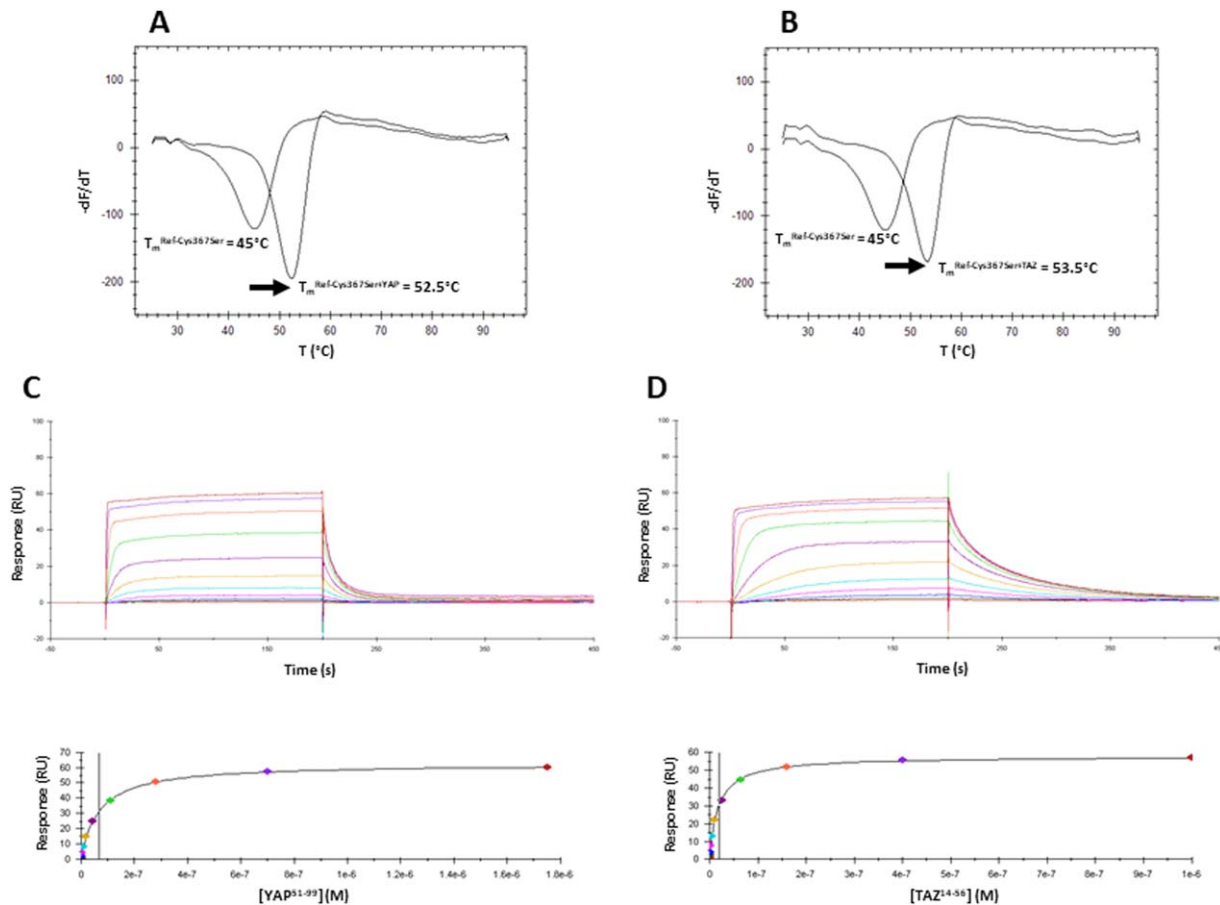 A
B
100
0
-100
-200
-dF/dT
Tm Ref-Cys367Ser = 45°C
Tm Ref-Cys367Ser+YAP = 52.5°C
30 40 50 60 70 80 90
T (°C)
100
0
-100
-200
-dF/dT
Tm Ref-Cys367Ser = 45°C
Tm Ref-Cys367Ser+TAZ = 53.5°C
30 40 50 60 70 80 90
T (°C)
C
D
100
80
60
40
20
0
-20
Response (RU)
-50 50 150 250 350 450
Time (s)
100
80
60
40
20
0
-20
Response (RU)
-50 50 150 250 350
Time (s)
70
60
50
40
30
20
10
0
Response (RU)
0 2e-7 4e-7 6e-7 8e-7 1e-6 1.2e-6 1.4e-6 1.6e-6 1.8e-6
[YAP51-99] (M)
60
50
40
30
20
10
0
Response (RU)
0 1e-7 2e-7 3e-7 4e-7 5e-7 6e-7 7e-7 8e-7 9e-7 1e-6
[TAZ14-56] (M)